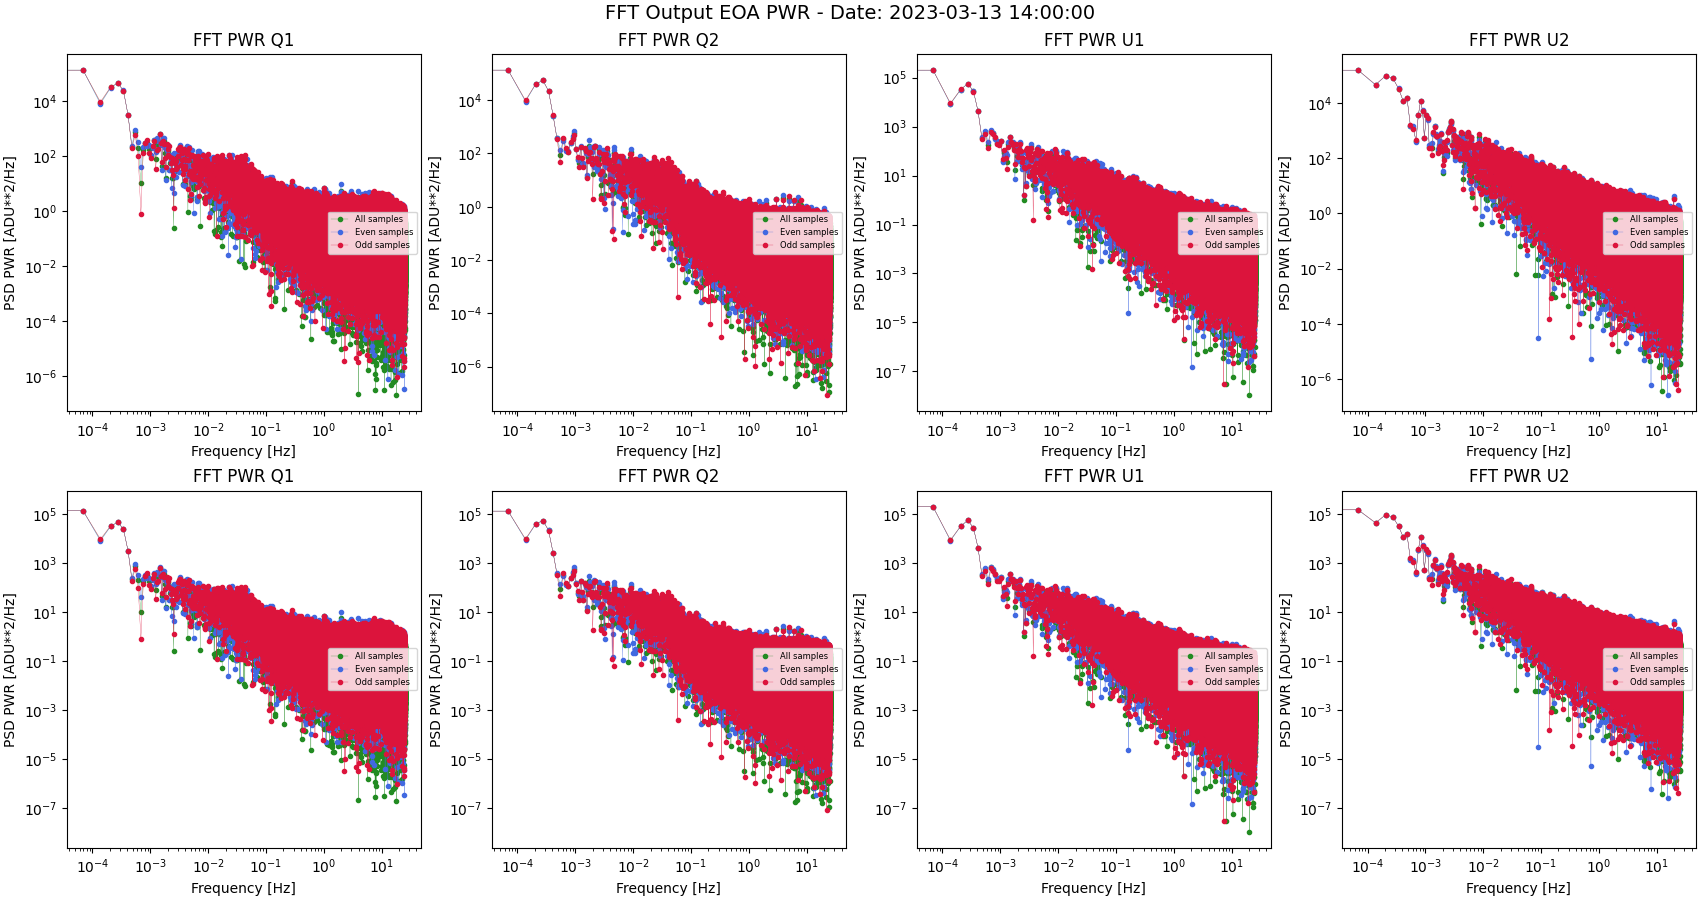 FFT Output EOA PWR - Date: 2023-03-13 14:00:00
FFT PWR Q1
PSD PWR [ADU**2/Hz]
10^4
10^2
10^0
10^−2
10^−4
10^−6
All samples
Even samples
Odd samples
10^−4 10^−3 10^−2 10^−1 10^0 10^1
Frequency [Hz]
FFT PWR Q2
PSD PWR [ADU**2/Hz]
10^4
10^2
10^0
10^−2
10^−4
10^−6
All samples
Even samples
Odd samples
10^−4 10^−3 10^−2 10^−1 10^0 10^1
Frequency [Hz]
FFT PWR U1
PSD PWR [ADU**2/Hz]
10^5
10^3
10^1
10^−1
10^−3
10^−5
10^−7
All samples
Even samples
Odd samples
10^−4 10^−3 10^−2 10^−1 10^0 10^1
Frequency [Hz]
FFT PWR U2
PSD PWR [ADU**2/Hz]
10^4
10^2
10^0
10^−2
10^−4
10^−6
All samples
Even samples
Odd samples
10^−4 10^−3 10^−2 10^−1 10^0 10^1
Frequency [Hz]
FFT PWR Q1
PSD PWR [ADU**2/Hz]
10^5
10^3
10^1
10^−1
10^−3
10^−5
10^−7
All samples
Even samples
Odd samples
10^−4 10^−3 10^−2 10^−1 10^0 10^1
Frequency [Hz]
FFT PWR Q2
PSD PWR [ADU**2/Hz]
10^5
10^3
10^1
10^−1
10^−3
10^−5
10^−7
All samples
Even samples
Odd samples
10^−4 10^−3 10^−2 10^−1 10^0 10^1
Frequency [Hz]
FFT PWR U1
PSD PWR [ADU**2/Hz]
10^5
10^3
10^1
10^−1
10^−3
10^−5
10^−7
All samples
Even samples
Odd samples
10^−4 10^−3 10^−2 10^−1 10^0 10^1
Frequency [Hz]
FFT PWR U2
PSD PWR [ADU**2/Hz]
10^5
10^3
10^1
10^−1
10^−3
10^−5
10^−7
All samples
Even samples
Odd samples
10^−4 10^−3 10^−2 10^−1 10^0 10^1
Frequency [Hz]